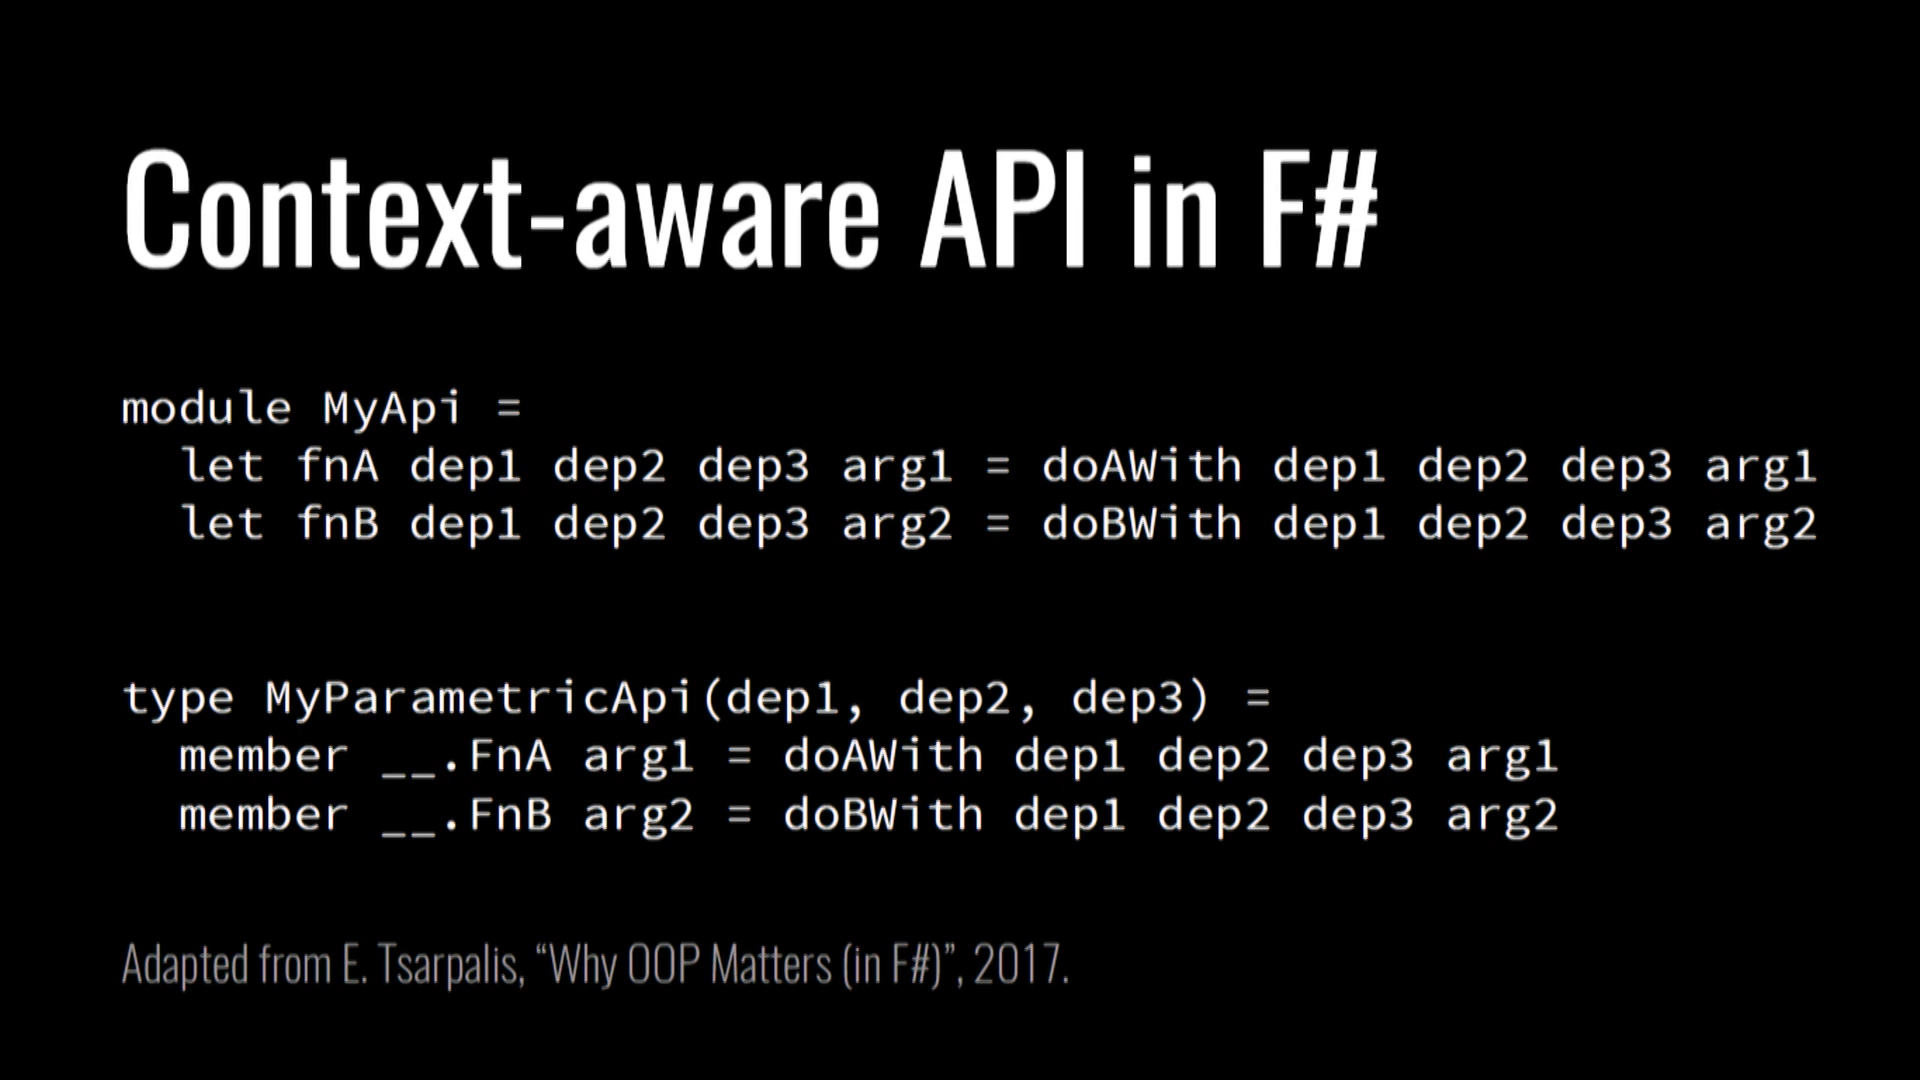 Context-aware API in F#
module MyApi =
  let fnA dep1 dep2 dep3 arg1 = doAWith dep1 dep2 dep3 arg1
  let fnB dep1 dep2 dep3 arg2 = doBWith dep1 dep2 dep3 arg2
type MyParametricApi(dep1, dep2, dep3) =
  member __.FnA arg1 = doAWith dep1 dep2 dep3 arg1
  member __.FnB arg2 = doBWith dep1 dep2 dep3 arg2
Adapted from E. Tsarpalis, “Why OOP Matters (in F#)”, 2017.